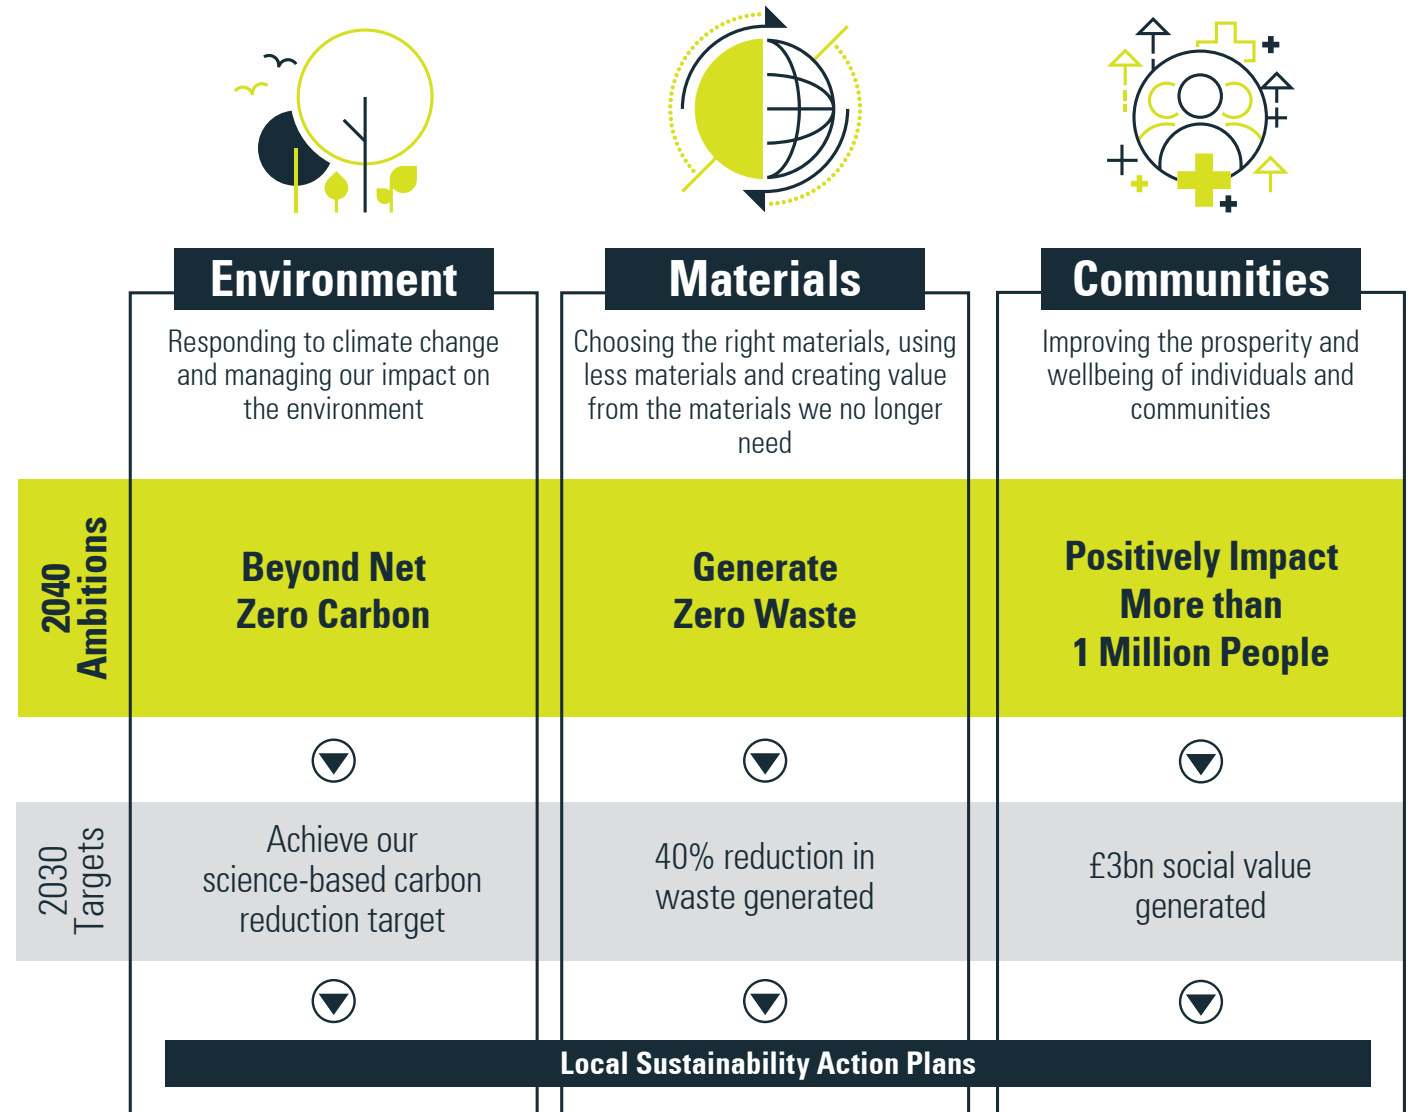 Environment
Responding to climate change
and managing our impact on
the environment
Materials
Choosing the right materials, using
less materials and creating value
from the materials we no longer
need
Communities
Improving the prosperity and
wellbeing of individuals and
communities
2040
Ambitions
Beyond Net
Zero Carbon
Generate
Zero Waste
Positively Impact
More than
1 Million People
2030
Targets
Achieve our
science-based carbon
reduction target
40% reduction in
waste generated
£3bn social value
generated
Local Sustainability Action Plans